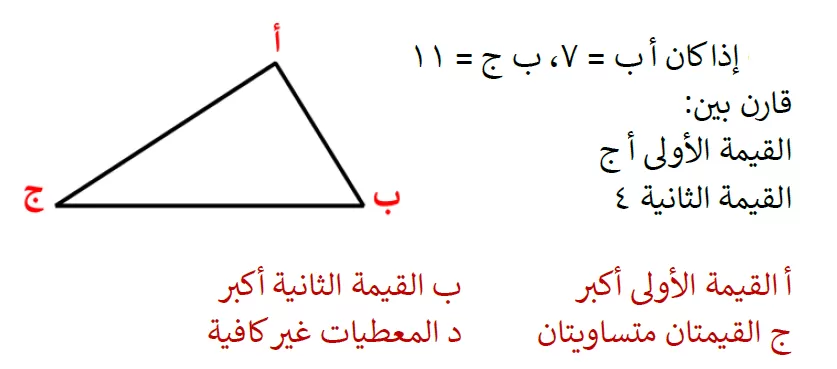 إذا كان أ ب = ٧، ب ج = ١١
قارن بين:
القيمة الأولى أ ج
القيمة الثانية ٤
أ
ج
ب
أ القيمة الأولى أكبر
ب القيمة الثانية أكبر
ج القيمتان متساويتان
د المعطيات غير كافية